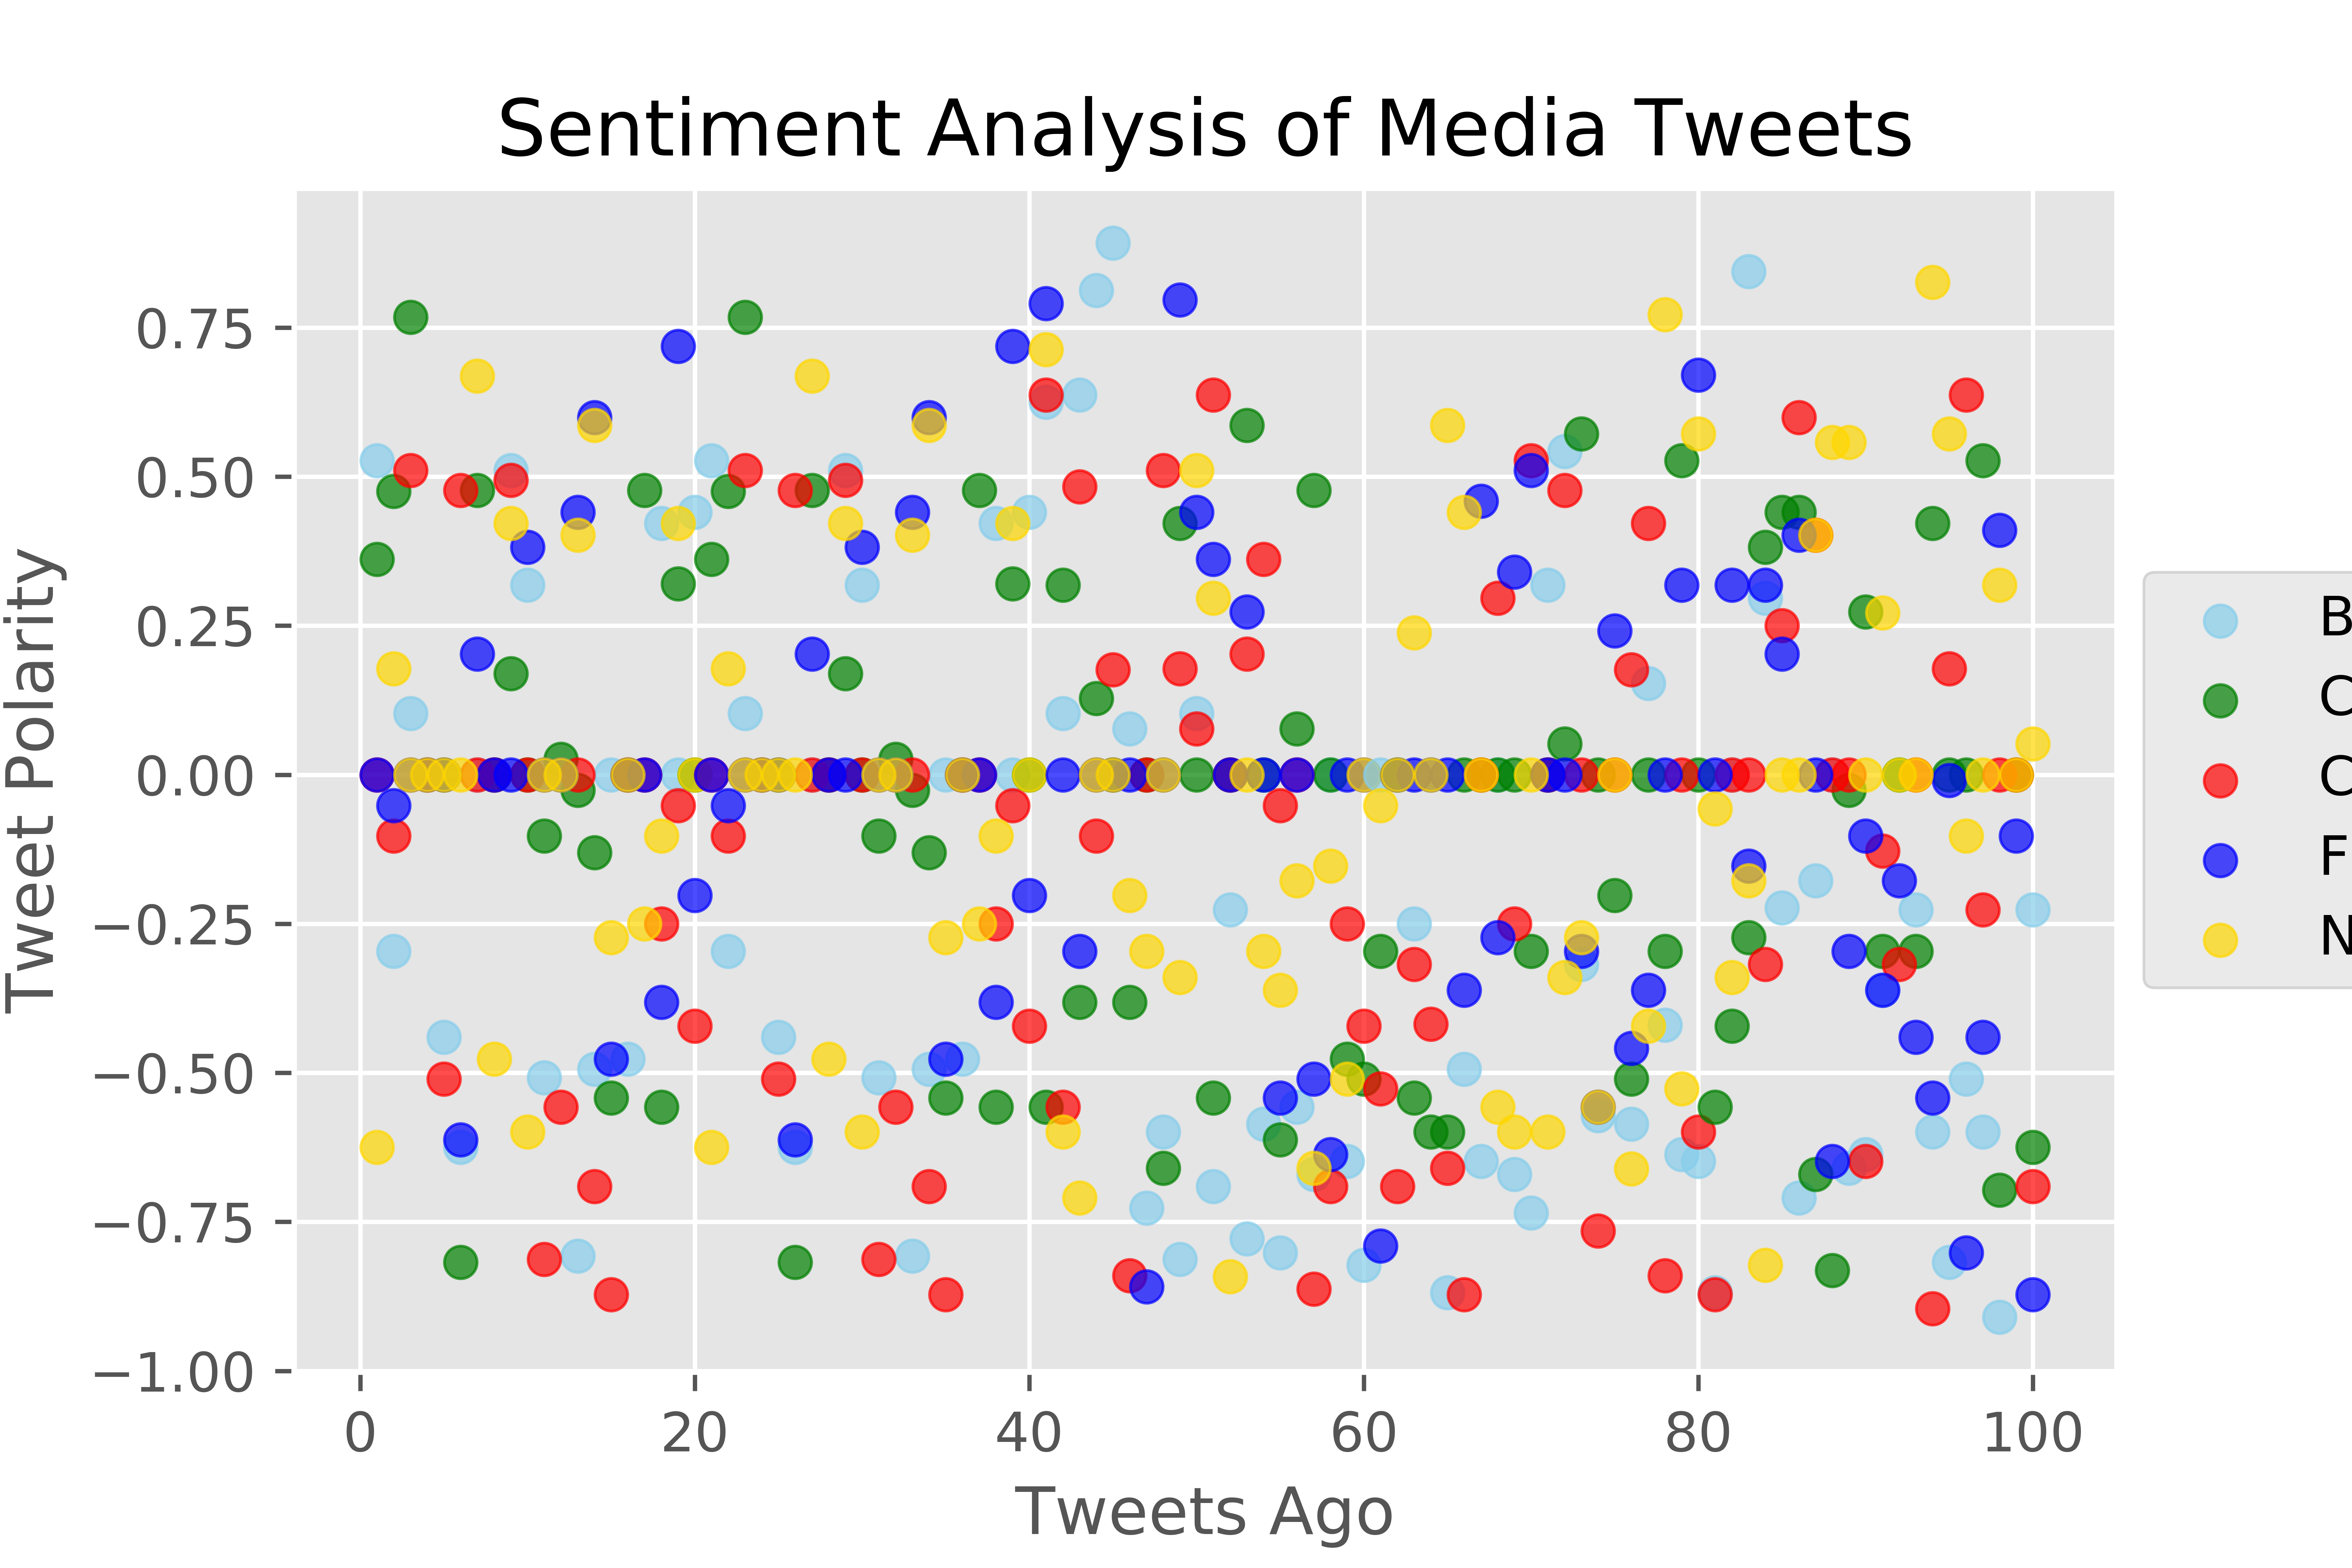 Sentiment Analysis of Media Tweets
Tweet Polarity
0.75
0.50
0.25
0.00
−0.25
−0.50
−0.75
−1.00
0 20 40 60 80 100
Tweets Ago
B
C
C
F
N